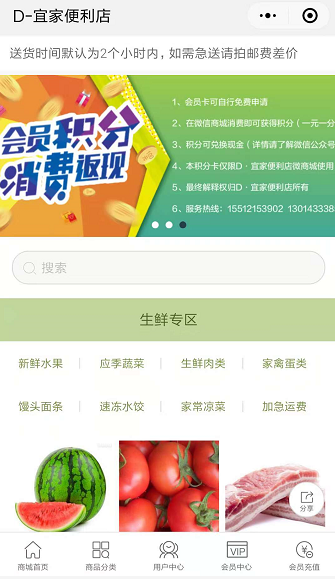 D-宜家便利店
送货时间默认为2个小时内，如需急送请拍邮费差价
会员积分
消费返现
1、会员卡可自行免费申请
2、在微信商城消费即可获得积分（一元一分
3、积分可兑换现金（详情请了解微信公众号
4、本积分卡仅限D·宜家便利店微商城使用
5、最终解释权归D·宜家便利店所有
6、服务热线：15512153902 130143338
搜索
生鲜专区
新鲜水果 应季蔬菜 生鲜肉类 家禽蛋类
馒头面条 速冻水饺 家常凉菜 加急运费
分享
VIP
商城首页 商品分类 用户中心 会员中心 会员充值